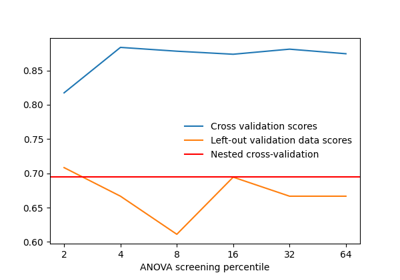 0.85
0.80
0.75
0.70
0.65
0.60
Cross validation scores
Left-out validation data scores
Nested cross-validation
2 4 8 16 32 64
ANOVA screening percentile